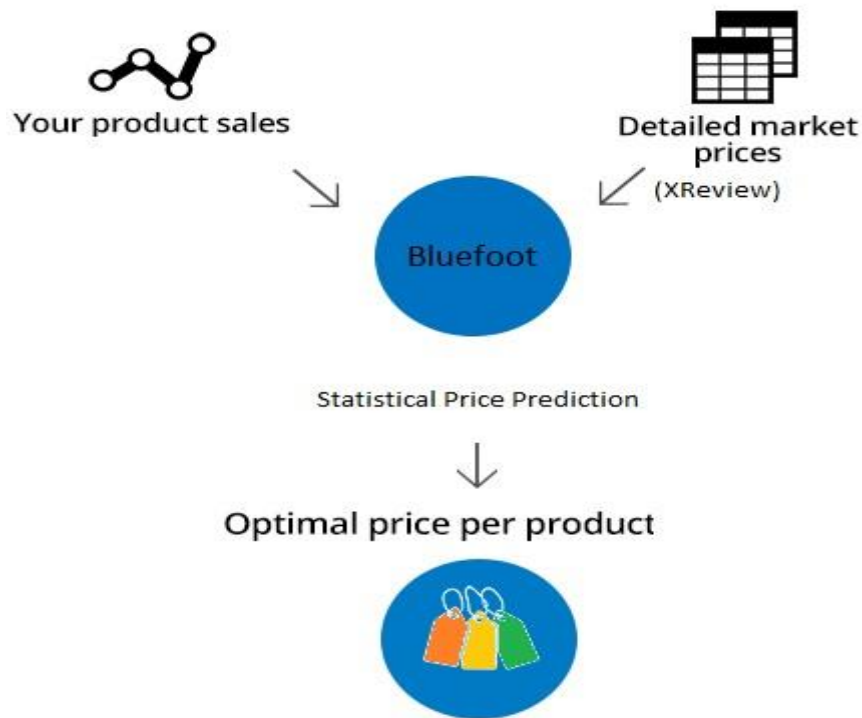 Your product sales
Detailed market
prices
(XReview)
Bluefoot
Statistical Price Prediction
Optimal price per product